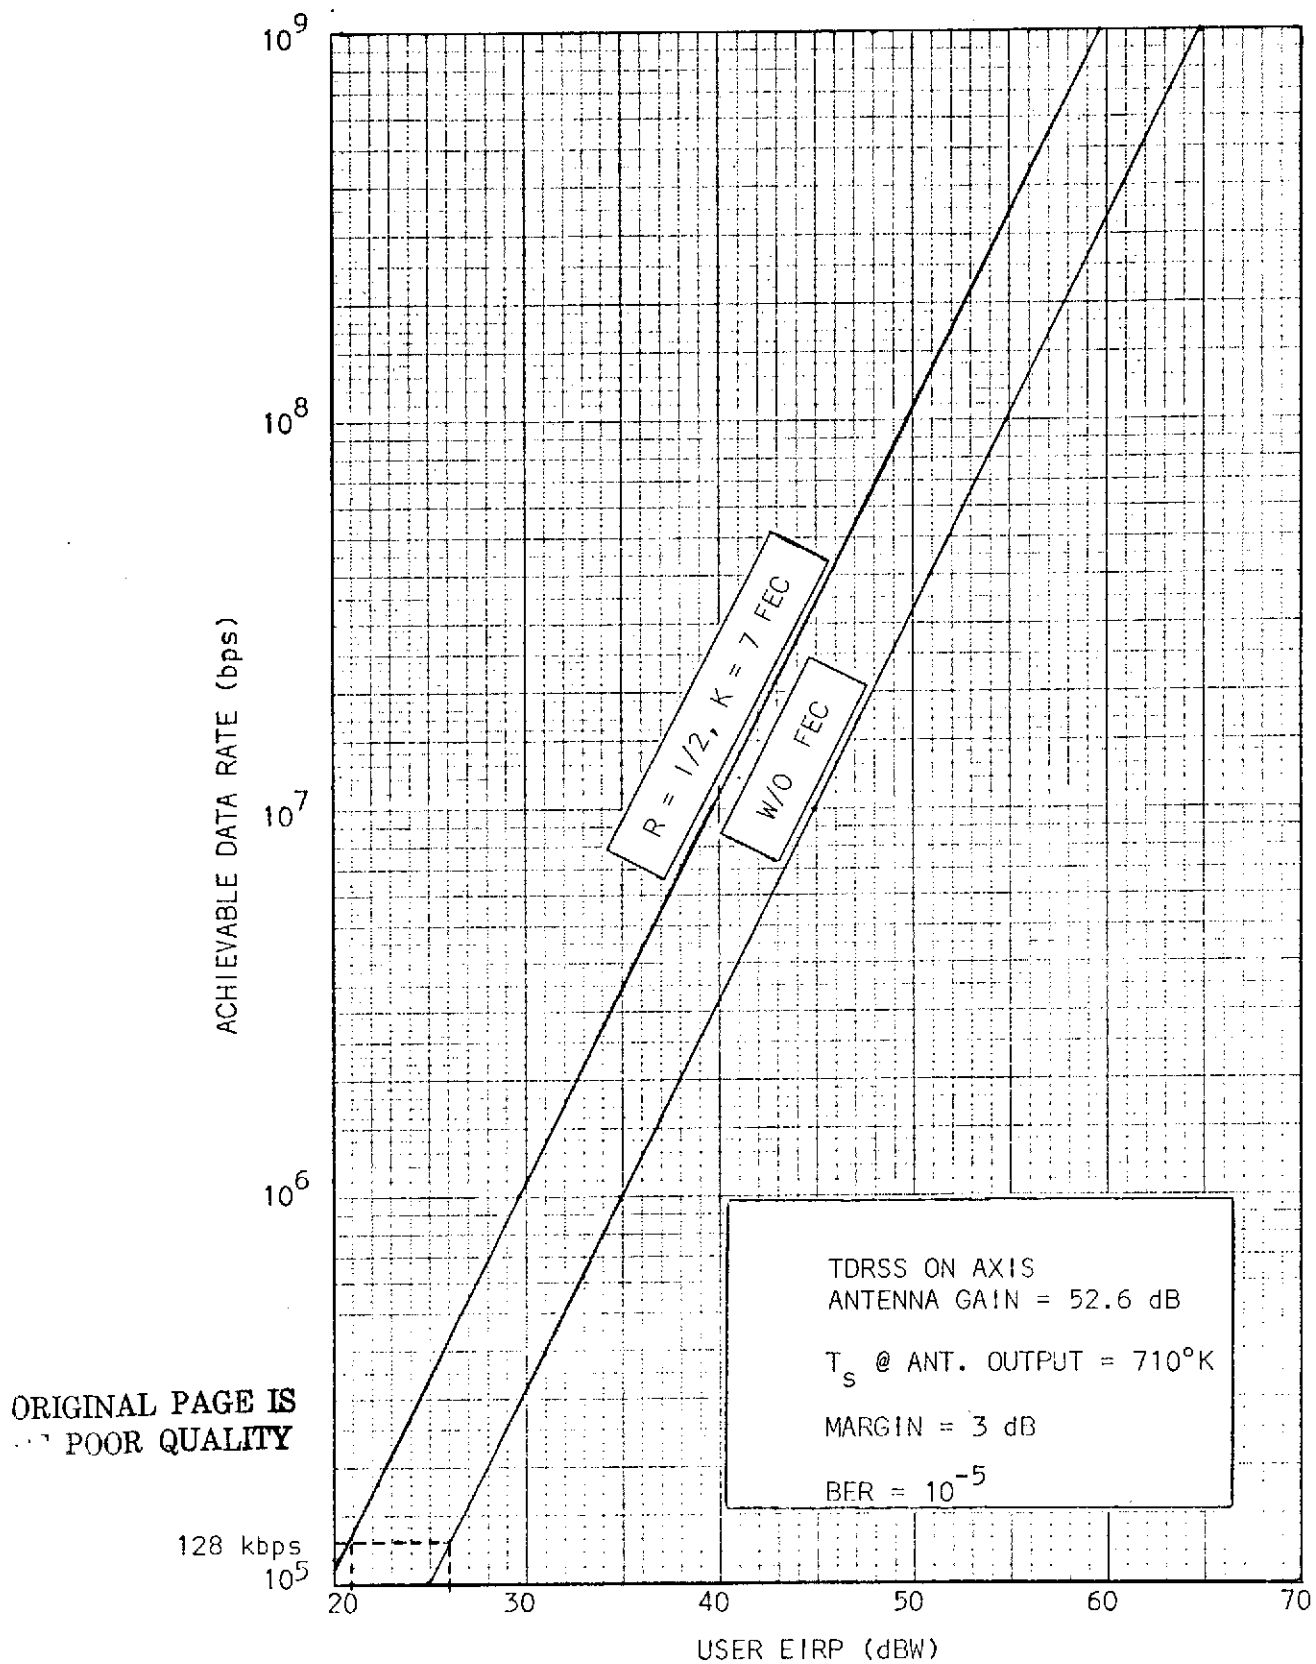 10^9
10^8
10^7
10^6
10^5
128 kbps
ACHIEVABLE DATA RATE (bps)
R = 1/2, K = 7 FEC
W/O FEC
TDRSS ON AXIS
ANTENNA GAIN = 52.6 dB
T_s @ ANT. OUTPUT = 710°K
MARGIN = 3 dB
BER = 10^-5
ORIGINAL PAGE IS
POOR QUALITY
20 30 40 50 60 70
USER EIRP (dBW)